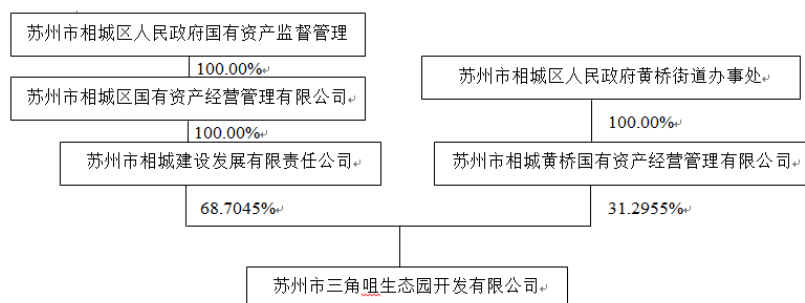 苏州市相城区人民政府国有资产监督管理
100.00%
苏州市相城区人民政府黄桥街道办事处
苏州市相城区国有资产经营管理有限公司
100.00%
100.00%
苏州市相城建设发展有限责任公司
苏州市相城黄桥国有资产经营管理有限公司
68.7045%
31.2955%
苏州市三角咀生态园开发有限公司